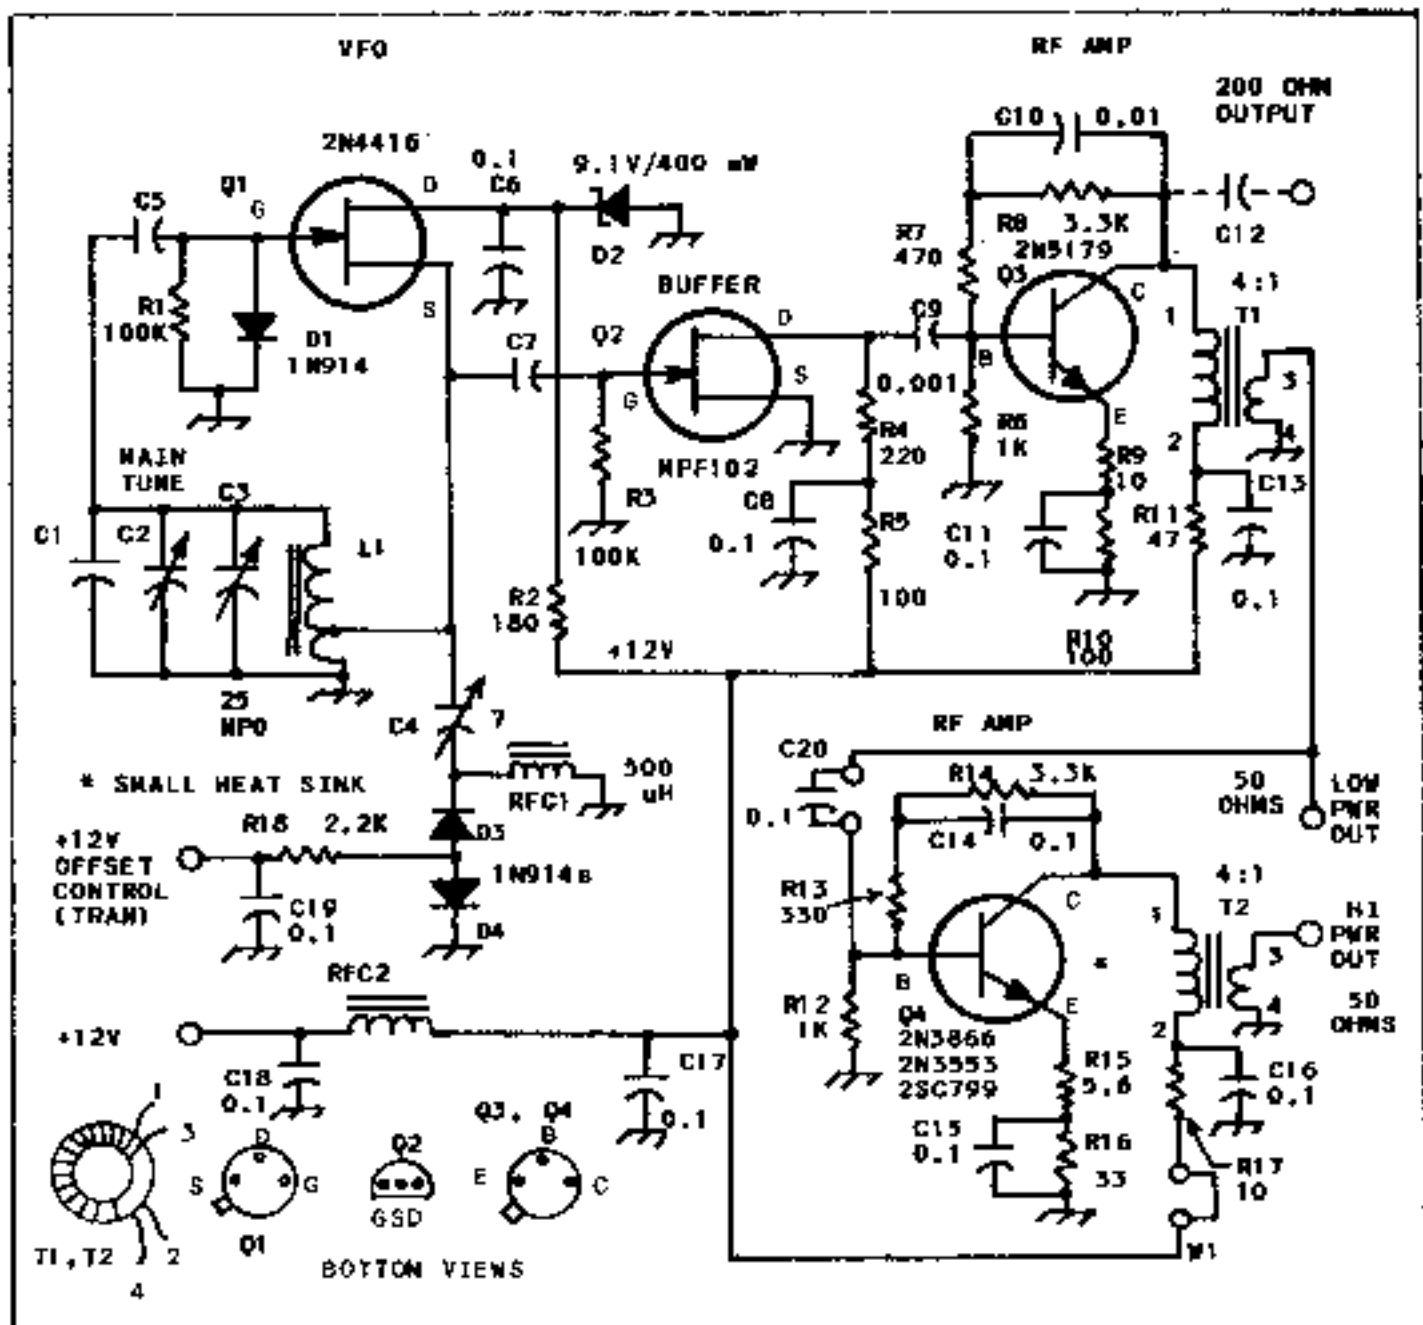 VFO
RF AMP
200 OHM
OUTPUT
C10
0.01
2N4416
0.1
C6
9.1V/400 mW
D
Q1
G
C5
S
D2
R7
470
R8
3.3K
2N5179
Q3
C12
4:1
T1
BUFFER
R1
100K
D1
1N914
C7
Q2
D
S
G
MPF102
C9
0.001
B
C
E
1
2
3
4
R4
220
R6
1K
R9
10
C13
0.1
R11
47
MAIN
TUNE
C3
C1
C2
L1
R3
100K
C8
0.1
R5
100
C11
0.1
R10
100
R2
180
+12V
25
NPO
C4
7
RF AMP
C20
0.1
R14
3.3K
C14
0.1
50
OHMS
LOW
PWR
OUT
* SMALL HEAT SINK
RFC1
500
uH
R18
2.2K
D3
+12V
OFFSET
CONTROL
(TRAN)
1N914s
D4
C19
0.1
R13
330
C
4:1
T2
HI
PWR
OUT
50
OHMS
3
4
2
*
B
E
R12
1K
Q4
2N3866
2N3553
2SC799
R15
5.6
C16
0.1
RFC2
+12V
C18
0.1
C17
0.1
C15
0.1
R16
33
R17
10
W1
1
3
2
4
T1, T2
D
S
G
Q1
Q2
GSD
Q3, Q4
B
E
C
BOTTOM VIEWS